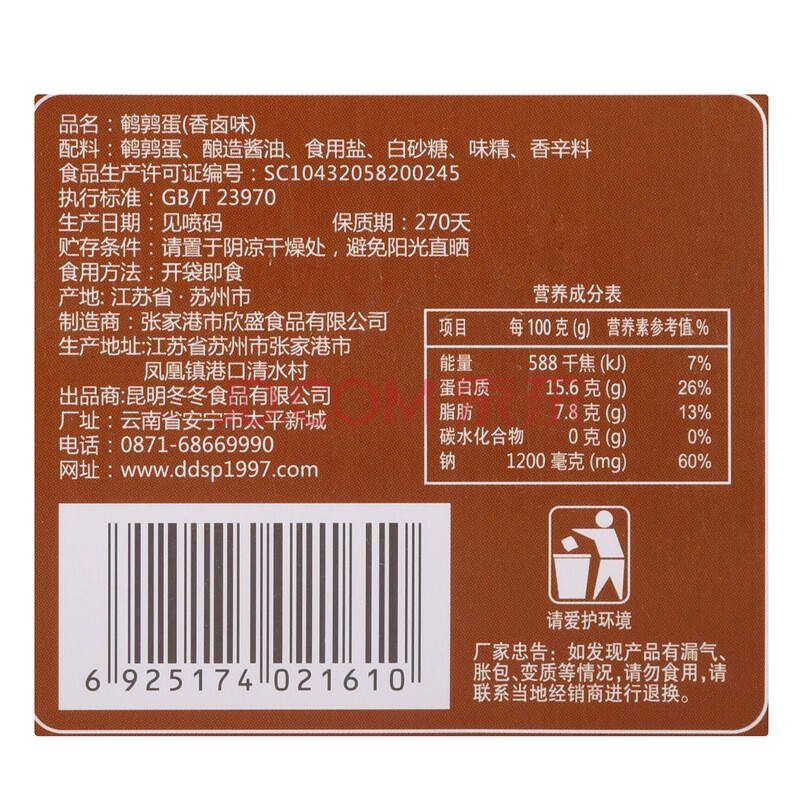 品名：鹌鹑蛋(香卤味)
配料：鹌鹑蛋、酿造酱油、食用盐、白砂糖、味精、香辛料
食品生产许可证编号：SC10432058200245
执行标准：GB/T 23970
生产日期：见喷码 保质期：270天
贮存条件：请置于阴凉干燥处，避免阳光直晒
食用方法：开袋即食
产地: 江苏省·苏州市
制造商：张家港市欣盛食品有限公司
生产地址:江苏省苏州市张家港市
凤凰镇港口清水村
出品商:昆明冬冬食品有限公司
厂址：云南省安宁市太平新城
电话：0871-68669990
网址：www.ddsp1997.com
营养成分表
项目 每100克(g) 营养素参考值%
能量 588 千焦(kJ) 7%
蛋白质 15.6 克(g) 26%
脂肪 7.8 克(g) 13%
碳水化合物 0 克(g) 0%
钠 1200 毫克(mg) 60%
JD.COM 京东
6 925174 021610
请爱护环境
厂家忠告：如发现产品有漏气、
胀包、变质等情况,请勿食用,请
联系当地经销商进行退换。